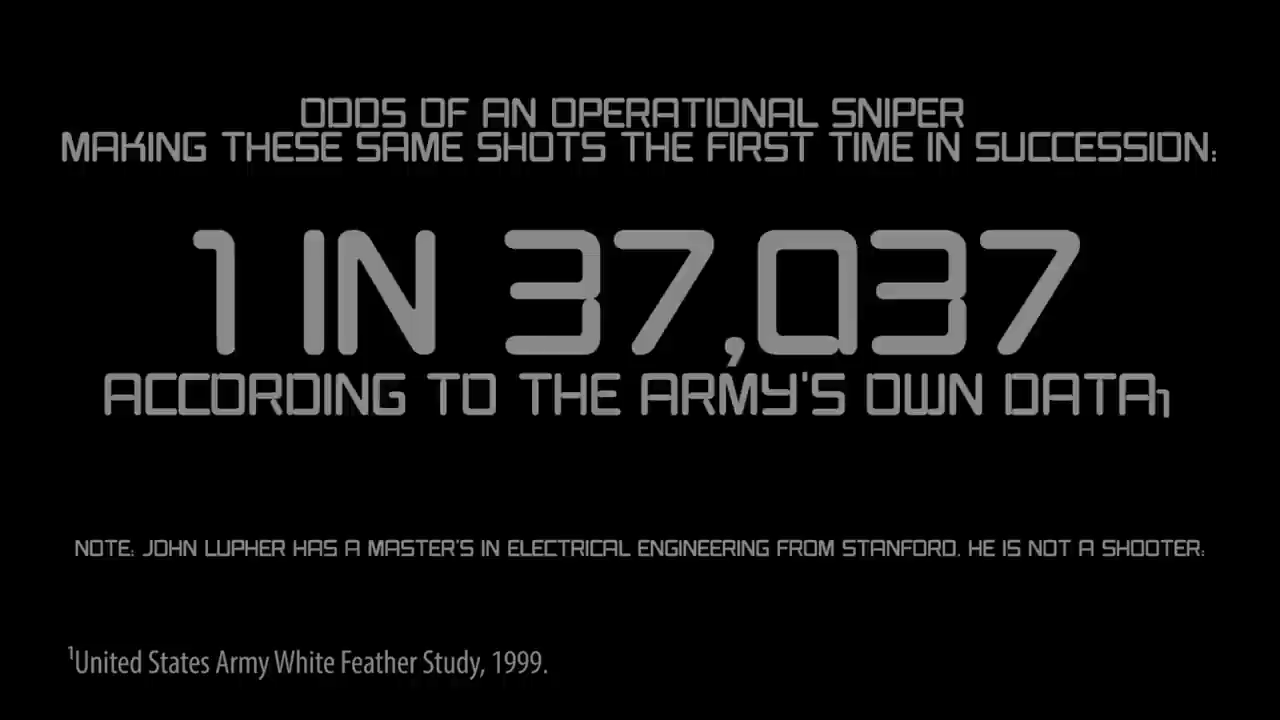 ODDS OF AN OPERATIONAL SNIPER
MAKING THESE SAME SHOTS THE FIRST TIME IN SUCCESSION:
1 IN 37,037
ACCORDING TO THE ARMY'S OWN DATA1
NOTE: JOHN LUPHER HAS A MASTER'S IN ELECTRICAL ENGINEERING FROM STANFORD. HE IS NOT A SHOOTER:
¹United States Army White Feather Study, 1999.